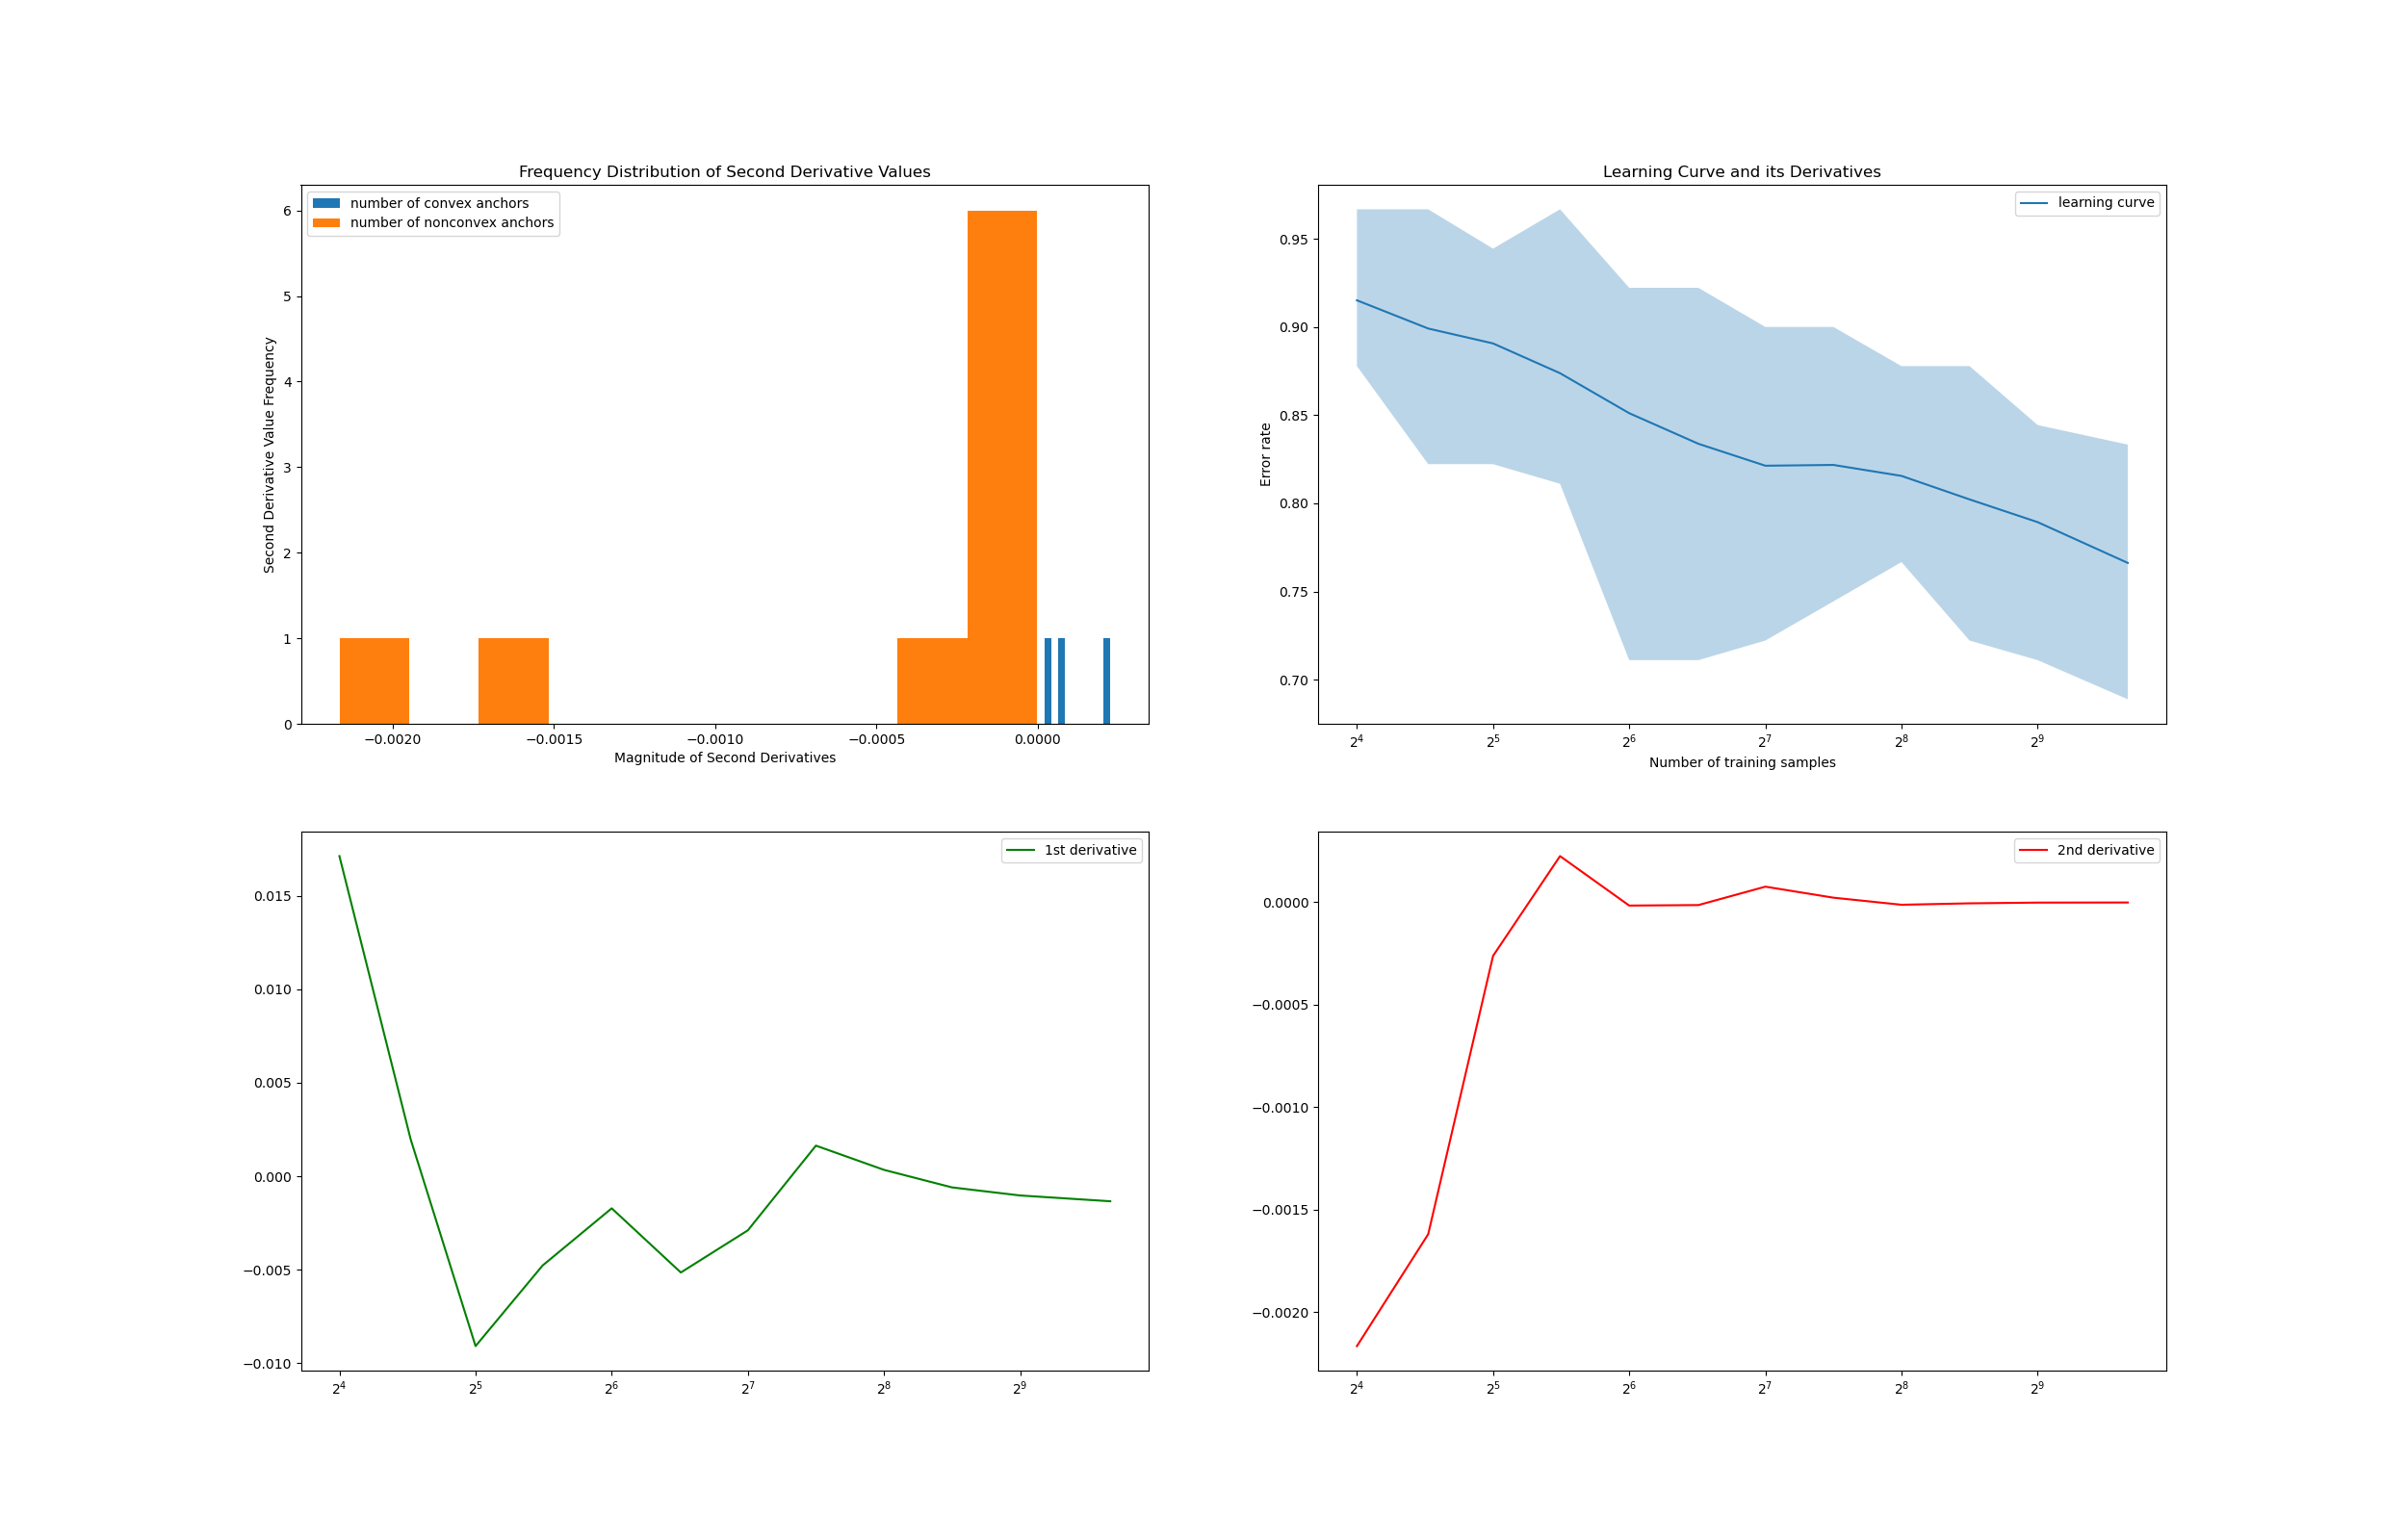 Frequency Distribution of Second Derivative Values
number of convex anchors
number of nonconvex anchors
6
5
4
3
2
1
0
Second Derivative Value Frequency
−0.0020 −0.0015 −0.0010 −0.0005 0.0000
Magnitude of Second Derivatives
Learning Curve and its Derivatives
learning curve
0.95
0.90
0.85
0.80
0.75
0.70
Error rate
2⁴ 2⁵ 2⁶ 2⁷ 2⁸ 2⁹
Number of training samples
1st derivative
0.015
0.010
0.005
0.000
−0.005
−0.010
2⁴ 2⁵ 2⁶ 2⁷ 2⁸ 2⁹
2nd derivative
0.0000
−0.0005
−0.0010
−0.0015
−0.0020
2⁴ 2⁵ 2⁶ 2⁷ 2⁸ 2⁹